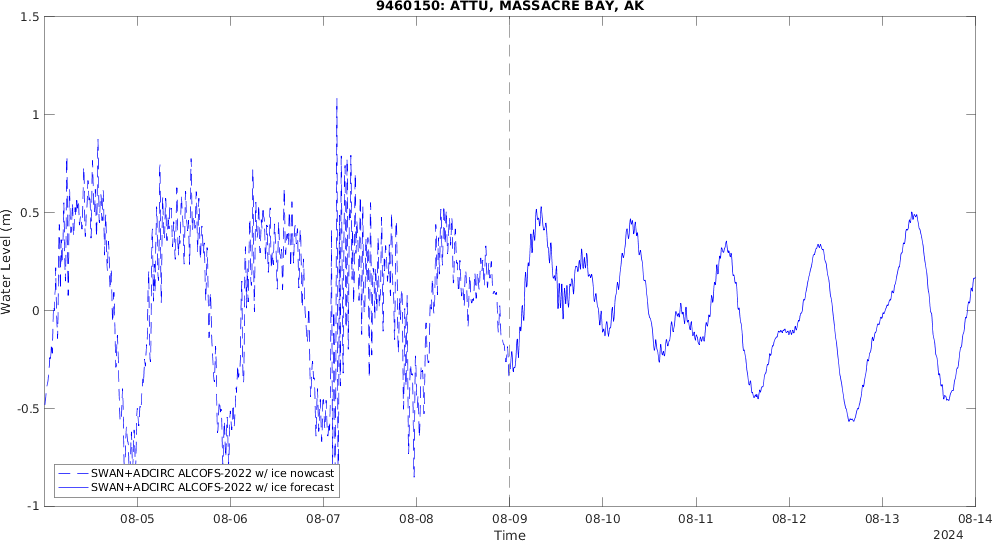 9460150: ATTU, MASSACRE BAY, AK
1.5
1
0.5
0
-0.5
-1
Water Level (m)
SWAN+ADCIRC ALCOFS-2022 w/ ice nowcast
SWAN+ADCIRC ALCOFS-2022 w/ ice forecast
08-05 08-06 08-07 08-08 08-09 08-10 08-11 08-12 08-13 08-14
Time
2024